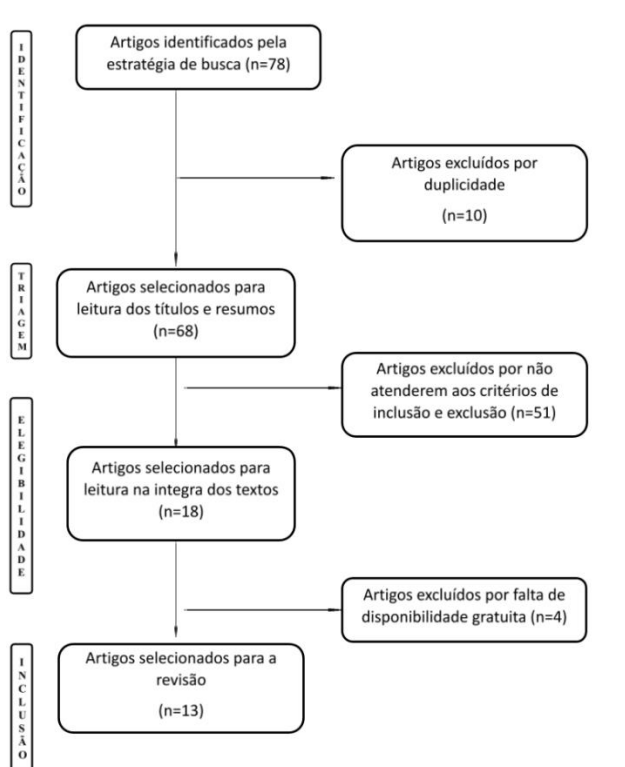 IDENTIFICAÇÃO
Artigos identificados pela
estratégia de busca (n=78)
Artigos excluídos por
duplicidade
(n=10)
TRIAGEM
Artigos selecionados para
leitura dos títulos e resumos
(n=68)
Artigos excluídos por não
atenderem aos critérios de
inclusão e exclusão (n=51)
ELEGIBILIDADE
Artigos selecionados para
leitura na integra dos textos
(n=18)
Artigos excluídos por falta de
disponibilidade gratuita (n=4)
INCLUSÃO
Artigos selecionados para a
revisão
(n=13)